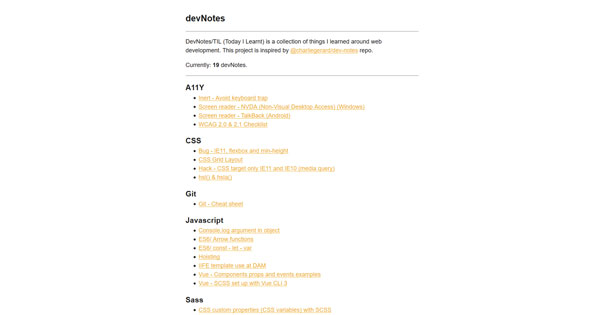 devNotes
DevNotes/TIL (Today I Learnt) is a collection of things I learned around web
development. This project is inspired by @charliegerard/dev-notes repo.
Currently: 19 devNotes.
A11Y
Inert - Avoid keyboard trap
Screen reader - NVDA (Non-Visual Desktop Access) (Windows)
Screen reader - TalkBack (Android)
WCAG 2.0 & 2.1 Checklist
CSS
Bug - IE11, flexbox and min-height
CSS Grid Layout
Hack - CSS target only IE11 and IE10 (media query)
hsl() & hsla()
Git
Git - Cheat sheet
Javascript
Console.log argument in object
ES6/ Arrow functions
ES6/ const - let - var
Hoisting
IIFE template use at DAM
Vue - Components props and events examples
Vue - SCSS set up with Vue CLI 3
Sass
CSS custom properties (CSS variables) with SCSS